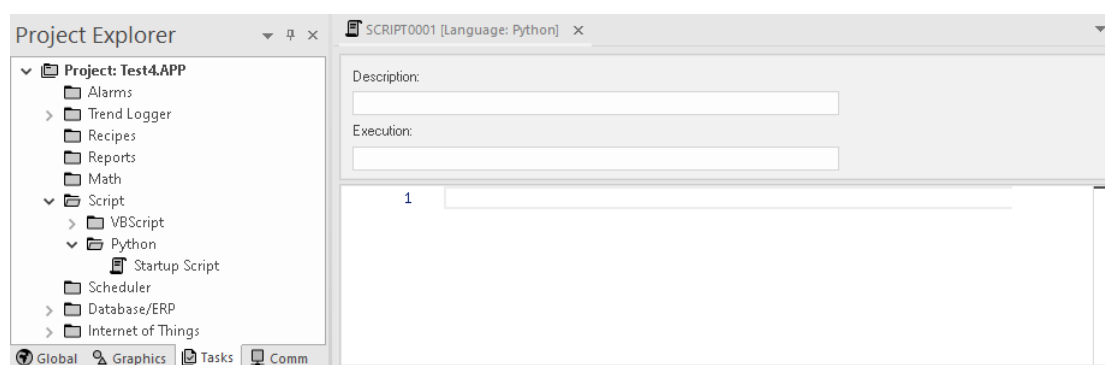 Project Explorer
Project: Test4.APP
Alarms
Trend Logger
Recipes
Reports
Math
Script
VBScript
Python
Startup Script
Scheduler
Database/ERP
Internet of Things
Global Graphics Tasks Comm
SCRIPT0001 [Language: Python]
Description:
Execution:
1